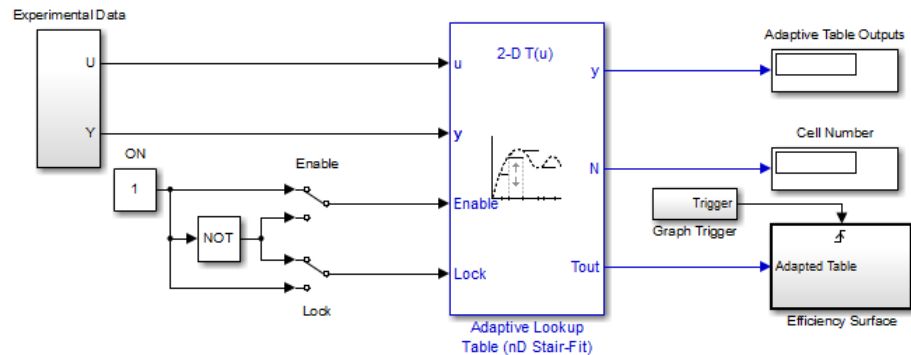 Experimental Data
U
Y
ON
1
NOT
Enable
Lock
2-D T(u)
u
y
Enable
Lock
y
N
Tout
Adaptive Lookup
Table (nD Stair-Fit)
Adaptive Table Outputs
Cell Number
Trigger
Graph Trigger
Adapted Table
Efficiency Surface